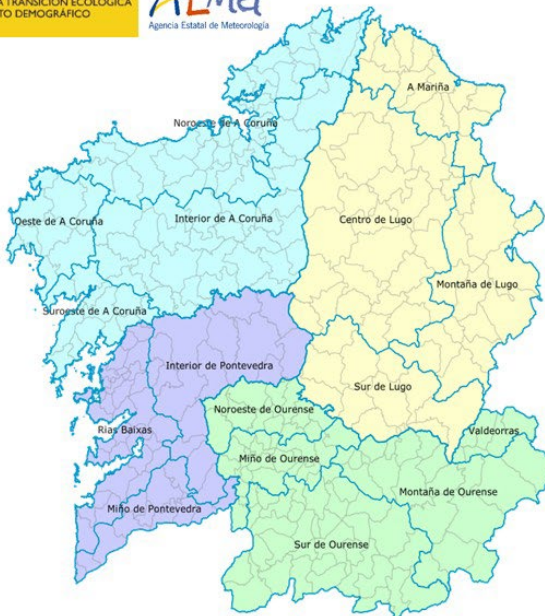 A TRANSICIÓN ECOLÓGICA
TO DEMOGRÁFICO
Agencia Estatal de Meteorología
A Mariña
Noroeste de A Coruña
Oeste de A Coruña
Interior de A Coruña
Centro de Lugo
Montaña de Lugo
Suroeste de A Coruña
Interior de Pontevedra
Sur de Lugo
Noroeste de Ourense
Rias Baixas
Valdeorras
Miño de Ourense
Montaña de Ourense
Miño de Pontevedra
Sur de Ourense